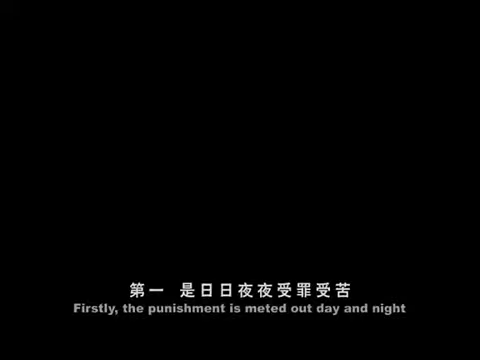 第一 是日日夜夜受罪受苦
Firstly, the punishment is meted out day and night